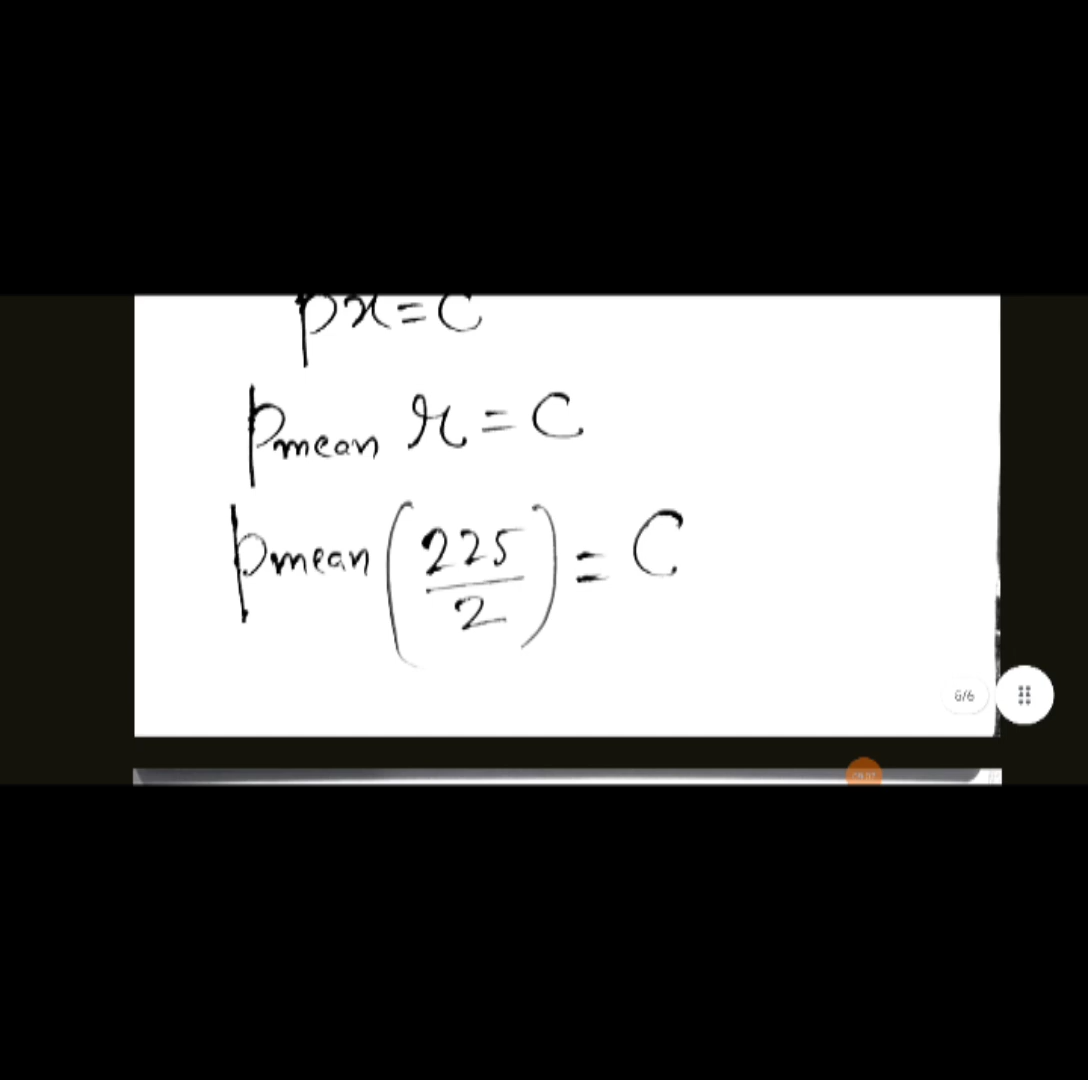 px=C
pmean r = C
pmean (225/2) = C
6/6